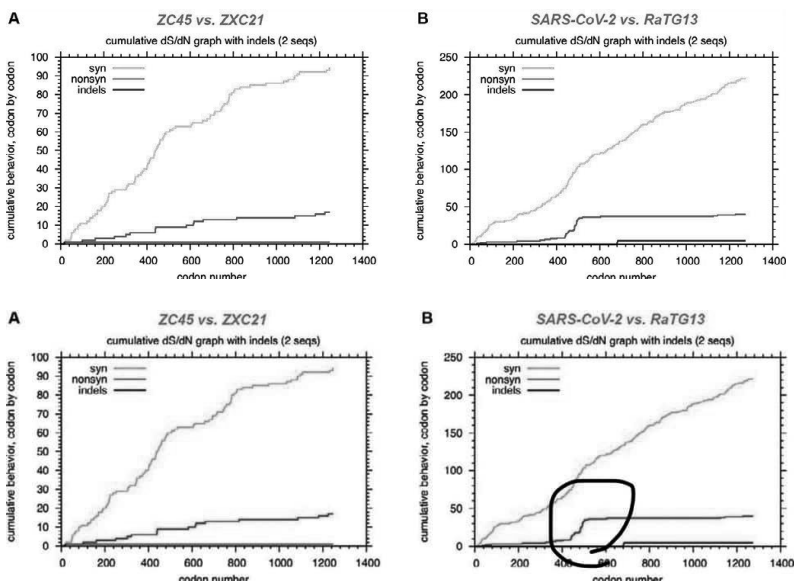 A
ZC45 vs. ZXC21
cumulative dS/dN graph with indels (2 seqs)
syn
nonsyn
indels
cumulative behavior, codon by codon
100
90
80
70
60
50
40
30
20
10
0
0 200 400 600 800 1000 1200 1400
codon number
B
SARS-CoV-2 vs. RaTG13
cumulative dS/dN graph with indels (2 seqs)
syn
nonsyn
indels
cumulative behavior, codon by codon
250
200
150
100
50
0
0 200 400 600 800 1000 1200 1400
codon number
A
ZC45 vs. ZXC21
cumulative dS/dN graph with indels (2 seqs)
syn
nonsyn
indels
cumulative behavior, codon by codon
100
90
80
70
60
50
40
30
20
10
0
0 200 400 600 800 1000 1200 1400
codon number
B
SARS-CoV-2 vs. RaTG13
cumulative dS/dN graph with indels (2 seqs)
syn
nonsyn
indels
cumulative behavior, codon by codon
250
200
150
100
50
0
0 200 400 600 800 1000 1200 1400
codon number